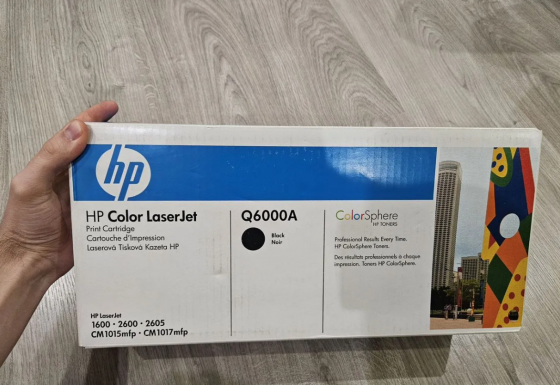 hp
HP Color LaserJet
Print Cartridge
Cartouche d'Impression
Laserová Tisková Kazeta HP
HP LaserJet
1600 • 2600 • 2605
CM1015mfp • CM1017mfp
Q6000A
Black
Noir
ColorSphere
HP TONERS
Professional Results Every Time.
HP ColorSphere Toners.
Des résultats professionnels à chaque
impression. Toners HP ColorSphere.